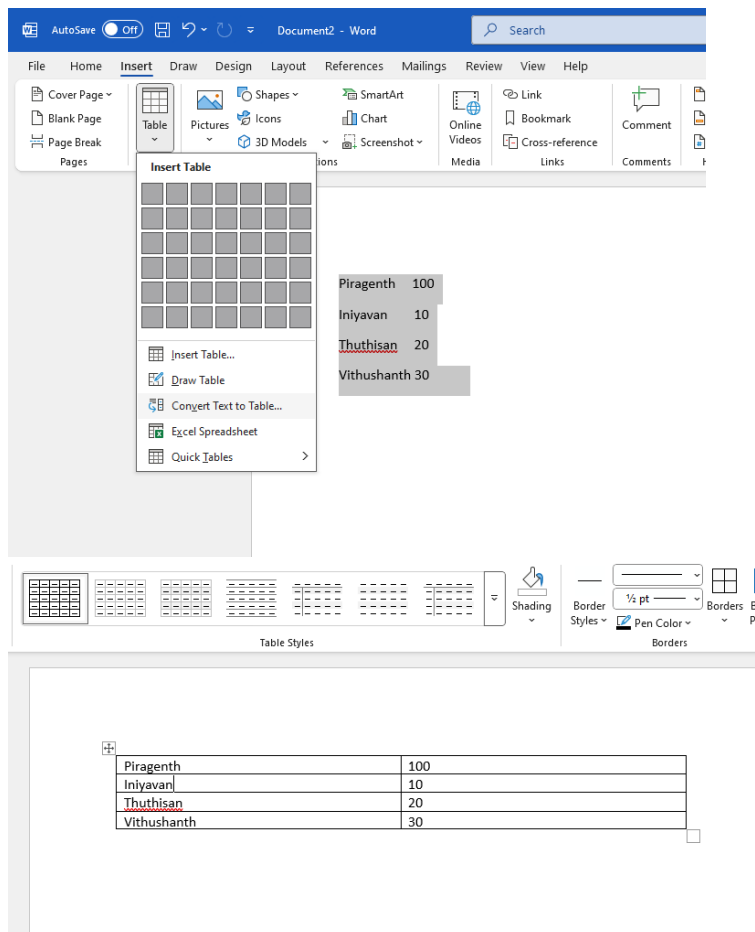 AutoSave Off Document2 - Word Search
File Home Insert Draw Design Layout References Mailings Review View Help
Cover Page
Blank Page
Page Break
Pages
Table
Pictures
Shapes
Icons
3D Models
SmartArt
Chart
Screenshot
ions
Online
Videos
Media
Link
Bookmark
Cross-reference
Links
Comment
Comments
Insert Table
Insert Table...
Draw Table
Convert Text to Table...
Excel Spreadsheet
Quick Tables
Piragenth 100
Iniyavan 10
Thuthisan 20
Vithushanth 30
Table Styles
Shading
Border
Styles
½ pt
Pen Color
Borders
Borders
Piragenth 100
Iniyavan 10
Thuthisan 20
Vithushanth 30